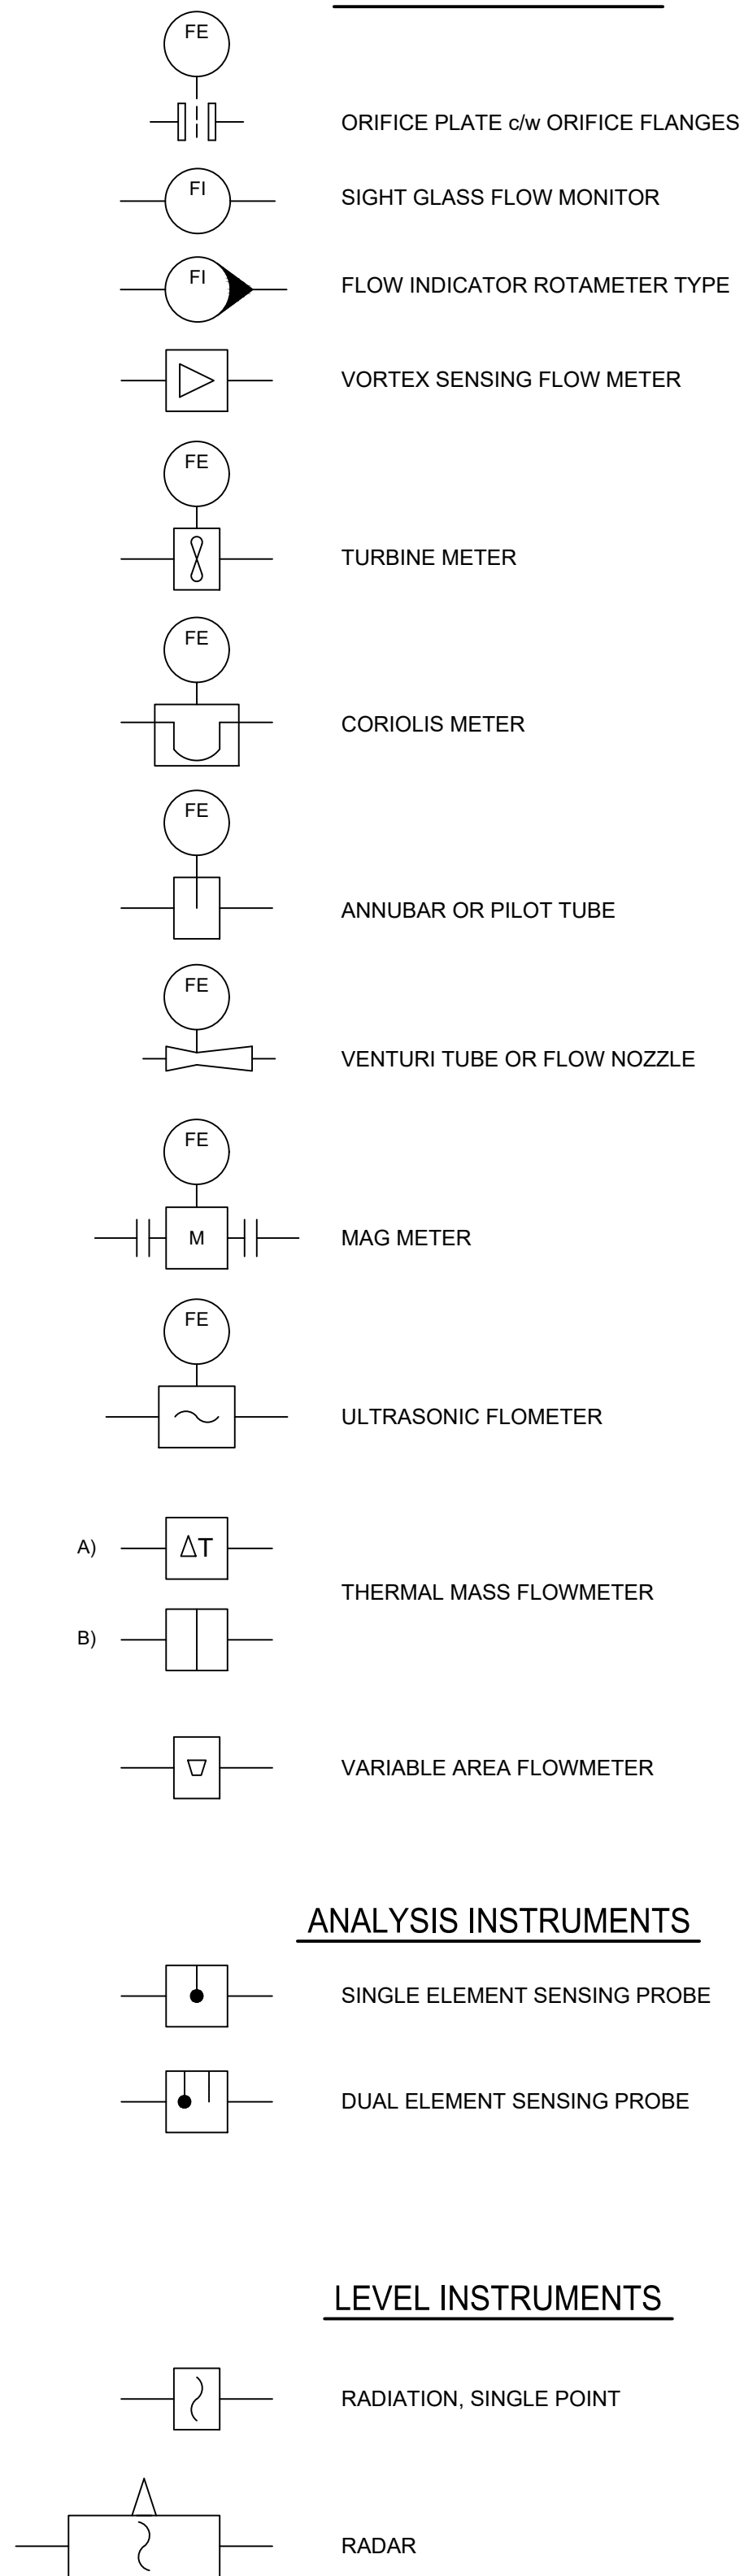 FE
ORIFICE PLATE c/w ORIFICE FLANGES
FI
SIGHT GLASS FLOW MONITOR
FI
FLOW INDICATOR ROTAMETER TYPE
VORTEX SENSING FLOW METER
FE
TURBINE METER
FE
CORIOLIS METER
FE
ANNUBAR OR PILOT TUBE
FE
VENTURI TUBE OR FLOW NOZZLE
FE
M
MAG METER
FE
ULTRASONIC FLOMETER
A)
ΔT
THERMAL MASS FLOWMETER
B)
VARIABLE AREA FLOWMETER
ANALYSIS INSTRUMENTS
SINGLE ELEMENT SENSING PROBE
DUAL ELEMENT SENSING PROBE
LEVEL INSTRUMENTS
RADIATION, SINGLE POINT
RADAR